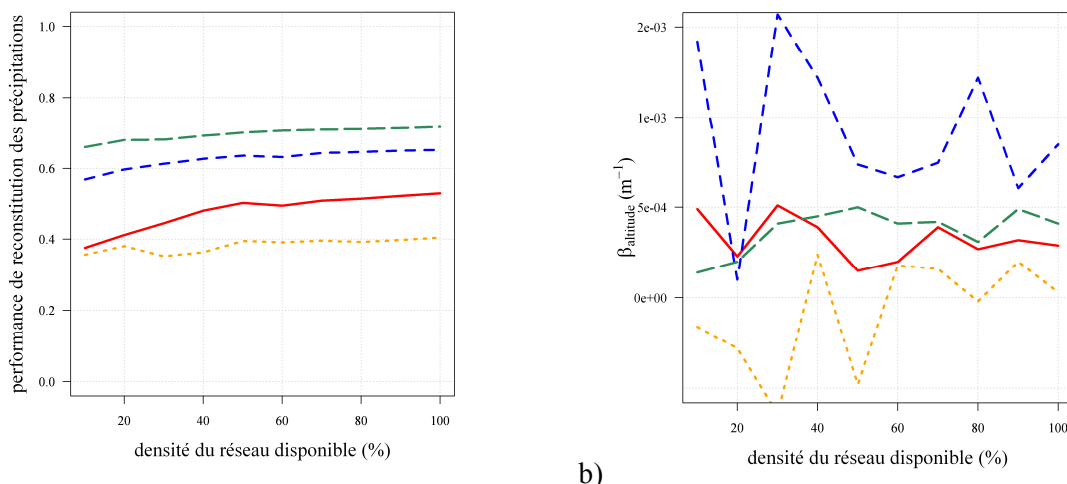 performance de reconstitution des précipitations
1.0
0.8
0.6
0.4
0.2
0.0
20 40 60 80 100
densité du réseau disponible (%)
βaltitude (m⁻¹)
2e-03
1e-03
5e-04
0e+00
20 40 60 80 100
densité du réseau disponible (%)
b)